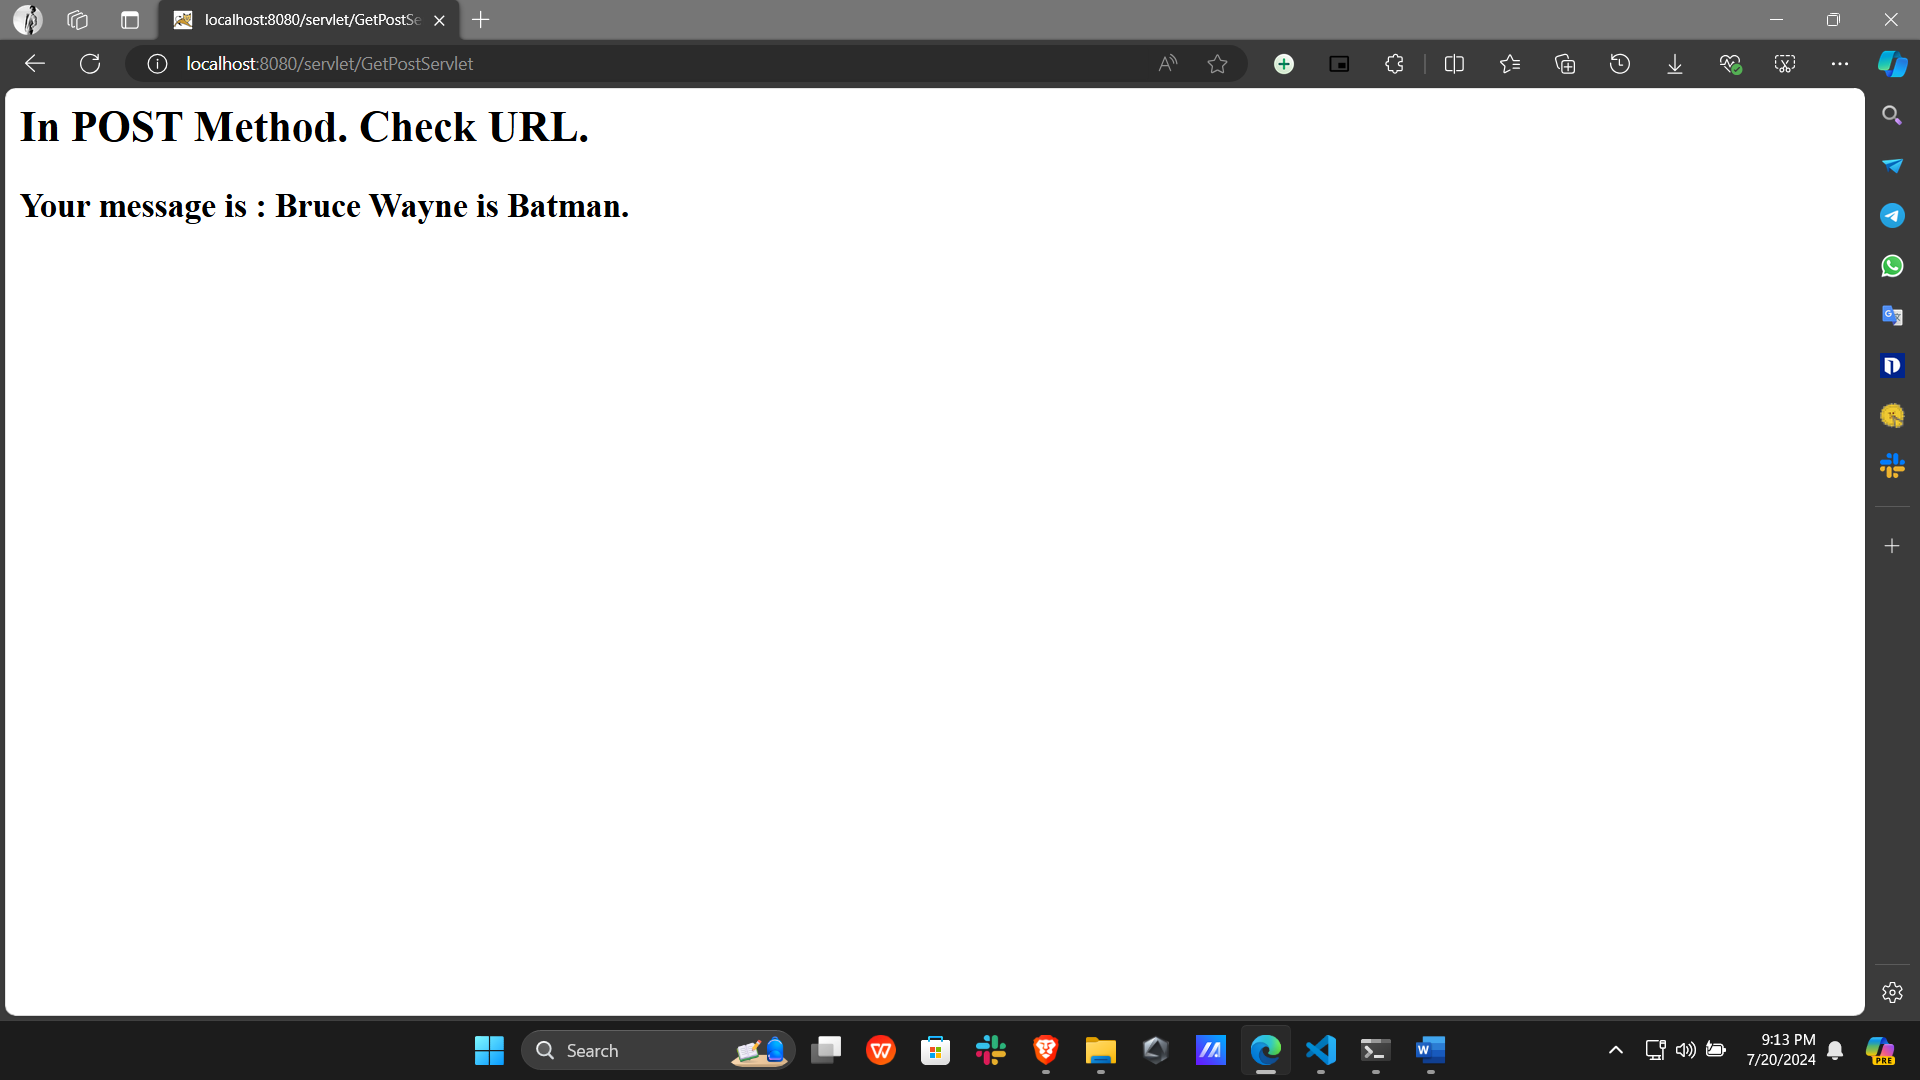 localhost:8080/servlet/GetPostSe
localhost:8080/servlet/GetPostServlet
In POST Method. Check URL.
Your message is : Bruce Wayne is Batman.
Search
9:13 PM
7/20/2024
PRE